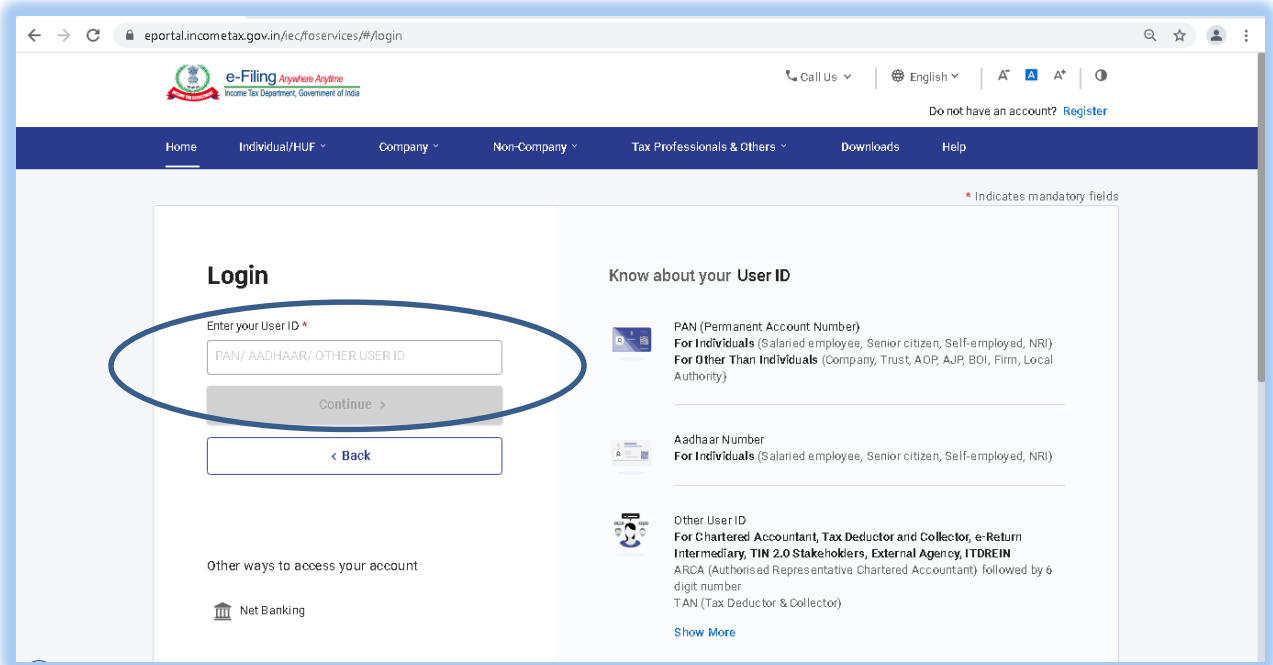 eportal.incometax.gov.in/iec/foservices/#/login
e-Filing Anywhere Anytime
Income Tax Department, Government of India
Call Us
English
A-
A
A+
Do not have an account? Register
Home
Individual/HUF
Company
Non-Company
Tax Professionals & Others
Downloads
Help
* Indicates mandatory fields
Login
Enter your User ID *
PAN/ AADHAAR/ OTHER USER ID
Continue >
< Back
Other ways to access your account
Net Banking
Know about your User ID
PAN (Permanent Account Number)
For Individuals (Salaried employee, Senior citizen, Self-employed, NRI)
For Other Than Individuals (Company, Trust, AOP, AJP, BOI, Firm, Local
Authority)
Aadhaar Number
For Individuals (Salaried employee, Senior citizen, Self-employed, NRI)
Other User ID
For Chartered Accountant, Tax Deductor and Collector, e-Return
Intermediary, TIN 2.0 Stakeholders, External Agency, ITDREIN
ARCA (Authorised Representative Chartered Accountant) followed by 6
digit number
TAN (Tax Deductor & Collector)
Show More